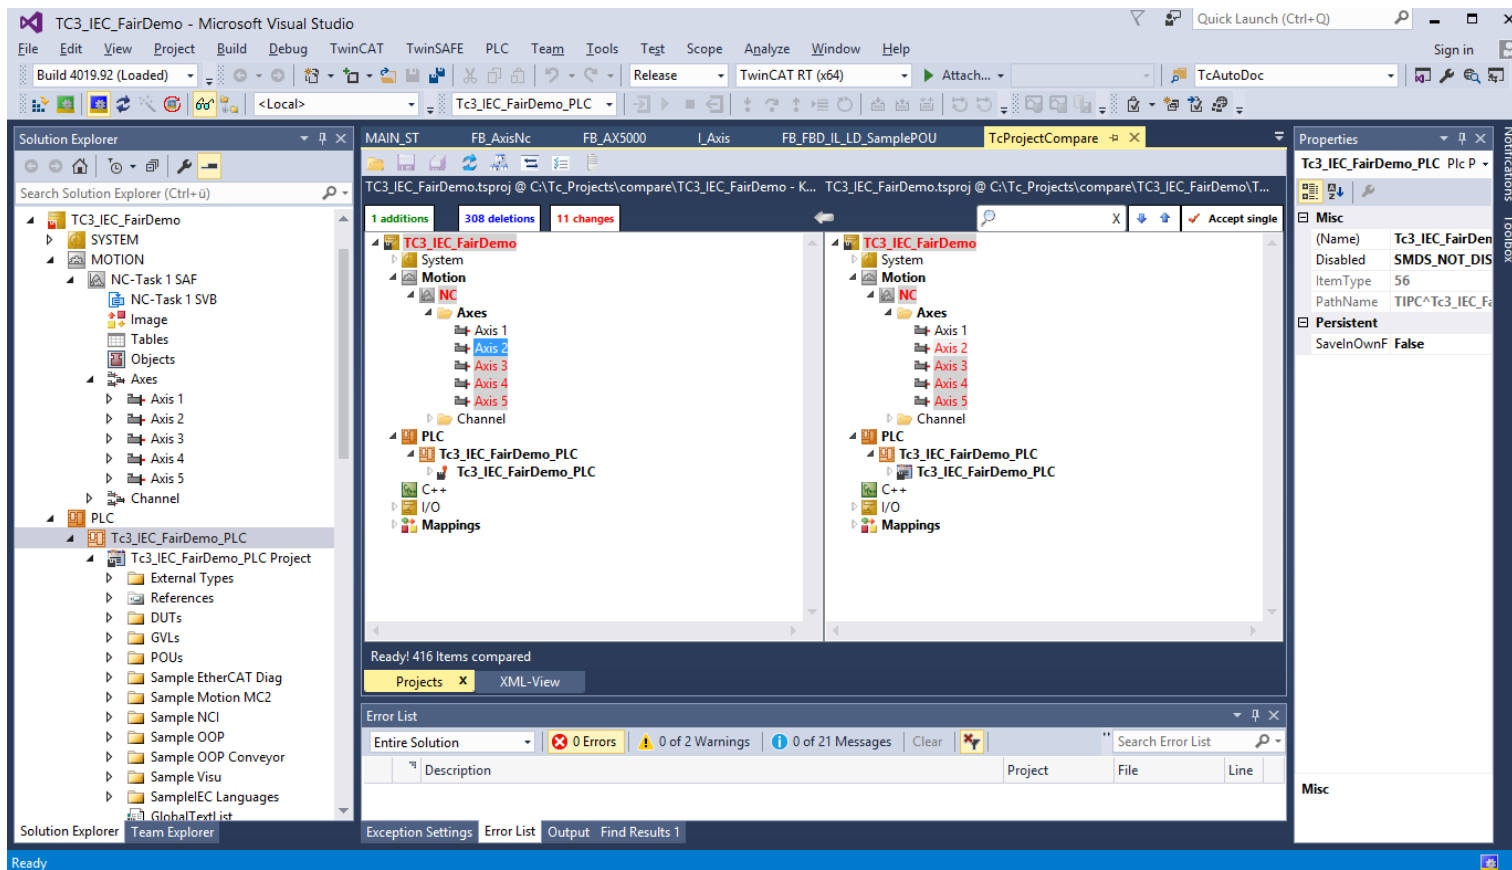 TC3_IEC_FairDemo - Microsoft Visual Studio
Quick Launch (Ctrl+Q)
File Edit View Project Build Debug TwinCAT TwinSAFE PLC Team Tools Test Scope Analyze Window Help
Sign in
Build 4019.92 (Loaded)
Release
TwinCAT RT (x64)
Attach...
TcAutoDoc
<Local>
Tc3_IEC_FairDemo_PLC
Solution Explorer
Search Solution Explorer (Ctrl+ü)
TC3_IEC_FairDemo
SYSTEM
MOTION
NC-Task 1 SAF
NC-Task 1 SVB
Image
Tables
Objects
Axes
Axis 1
Axis 2
Axis 3
Axis 4
Axis 5
Channel
PLC
Tc3_IEC_FairDemo_PLC
Tc3_IEC_FairDemo_PLC Project
External Types
References
DUTs
GVLs
POUs
Sample EtherCAT Diag
Sample Motion MC2
Sample NCI
Sample OOP
Sample OOP Conveyor
Sample Visu
SampleIEC Languages
GlobalTextList
Solution Explorer Team Explorer
MAIN_ST FB_AxisNc FB_AX5000 I_Axis FB_FBD_IL_LD_SamplePOU TcProjectCompare
TC3_IEC_FairDemo.tsproj @ C:\Tc_Projects\compare\TC3_IEC_FairDemo - K...
TC3_IEC_FairDemo.tsproj @ C:\Tc_Projects\compare\TC3_IEC_FairDemo\T...
1 additions 308 deletions 11 changes
X
Accept single
TC3_IEC_FairDemo
System
Motion
NC
Axes
Axis 1
Axis 2
Axis 3
Axis 4
Axis 5
Channel
PLC
Tc3_IEC_FairDemo_PLC
Tc3_IEC_FairDemo_PLC
C++
I/O
Mappings
TC3_IEC_FairDemo
System
Motion
NC
Axes
Axis 1
Axis 2
Axis 3
Axis 4
Axis 5
Channel
PLC
Tc3_IEC_FairDemo_PLC
Tc3_IEC_FairDemo_PLC
C++
I/O
Mappings
Ready! 416 Items compared
Projects X XML-View
Error List
Entire Solution
0 Errors
0 of 2 Warnings
0 of 21 Messages
Clear
Search Error List
Description Project File Line
Exception Settings Error List Output Find Results 1
Properties
Tc3_IEC_FairDemo_PLC Plc P
Misc
(Name) Tc3_IEC_FairDen
Disabled SMDS_NOT_DIS
ItemType 56
PathName TIPC^Tc3_IEC_Fa
Persistent
SaveInOwnF False
Misc
Notifications
Toolbox
Ready